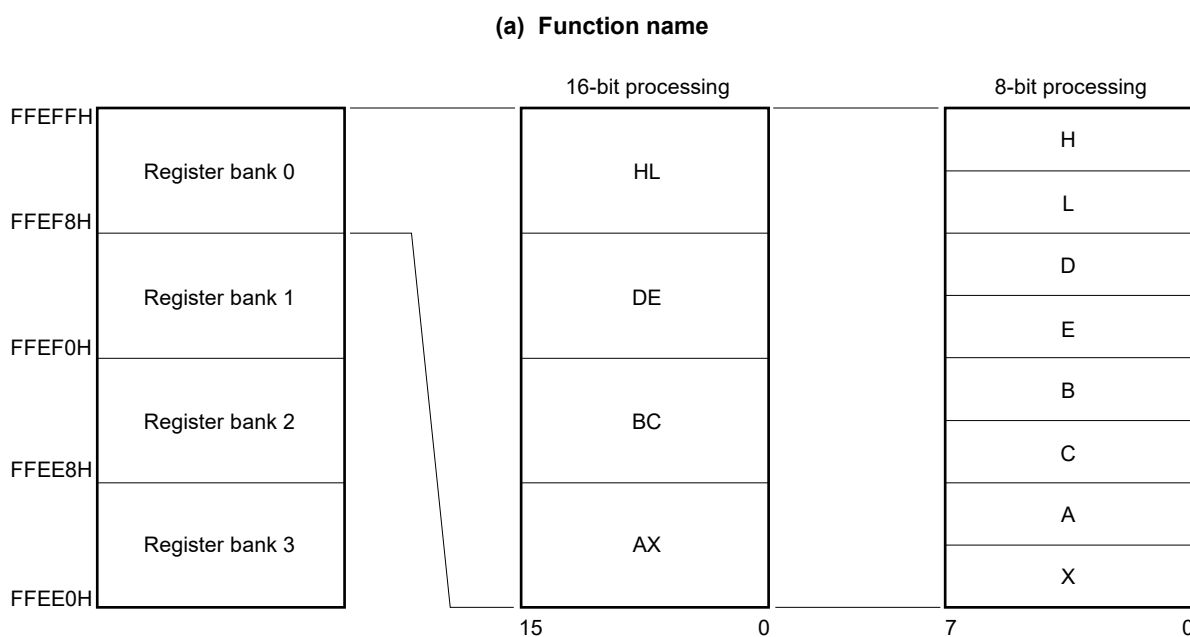 (a) Function name
16-bit processing
8-bit processing
FFEFFH
Register bank 0
HL
H
L
FFEF8H
Register bank 1
DE
D
E
FFEF0H
Register bank 2
BC
B
C
FFEE8H
Register bank 3
AX
A
X
FFEE0H
15 0
7 0